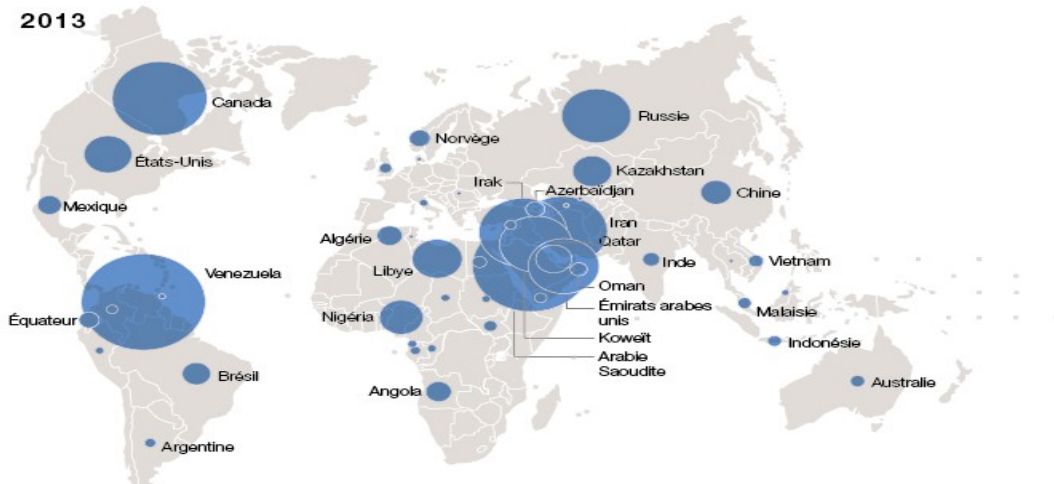 2013
Canada
Russie
Norvège
États-Unis
Kazakhstan
Irak
Azerbaïdjan
Chine
Mexique
Iran
Algérie
Qatar
Libye
Inde
Vietnam
Venezuela
Oman
Équateur
Nigéria
Émirats arabes
unis
Malaisie
Koweït
Indonésie
Arabie
Saoudite
Brésil
Angola
Australie
Argentine